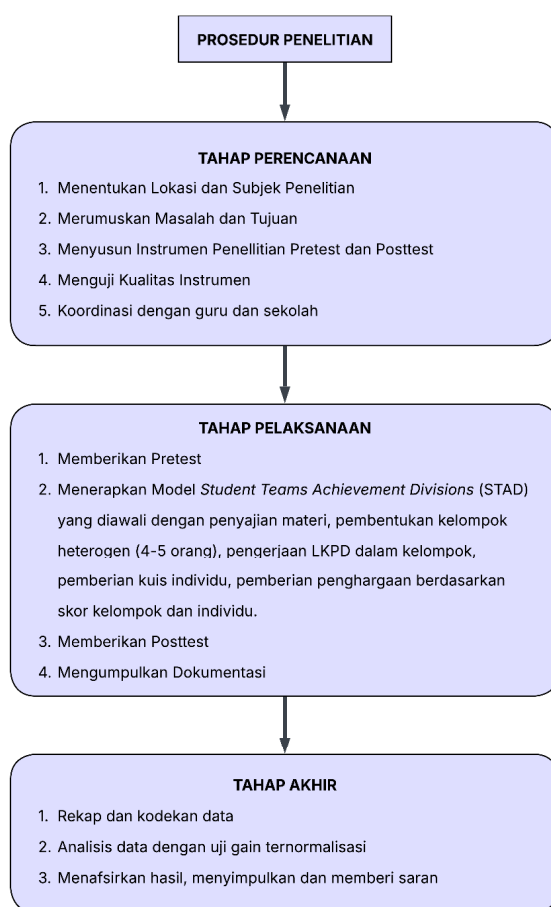 PROSEDUR PENELITIAN
TAHAP PERENCANAAN
1. Menentukan Lokasi dan Subjek Penelitian
2. Merumuskan Masalah dan Tujuan
3. Menyusun Instrumen Penellitian Pretest dan Posttest
4. Menguji Kualitas Instrumen
5. Koordinasi dengan guru dan sekolah
TAHAP PELAKSANAAN
1. Memberikan Pretest
2. Menerapkan Model Student Teams Achievement Divisions (STAD)
yang diawali dengan penyajian materi, pembentukan kelompok
heterogen (4-5 orang), pengerjaan LKPD dalam kelompok,
pemberian kuis individu, pemberian penghargaan berdasarkan
skor kelompok dan individu.
3. Memberikan Posttest
4. Mengumpulkan Dokumentasi
TAHAP AKHIR
1. Rekap dan kodekan data
2. Analisis data dengan uji gain ternormalisasi
3. Menafsirkan hasil, menyimpulkan dan memberi saran